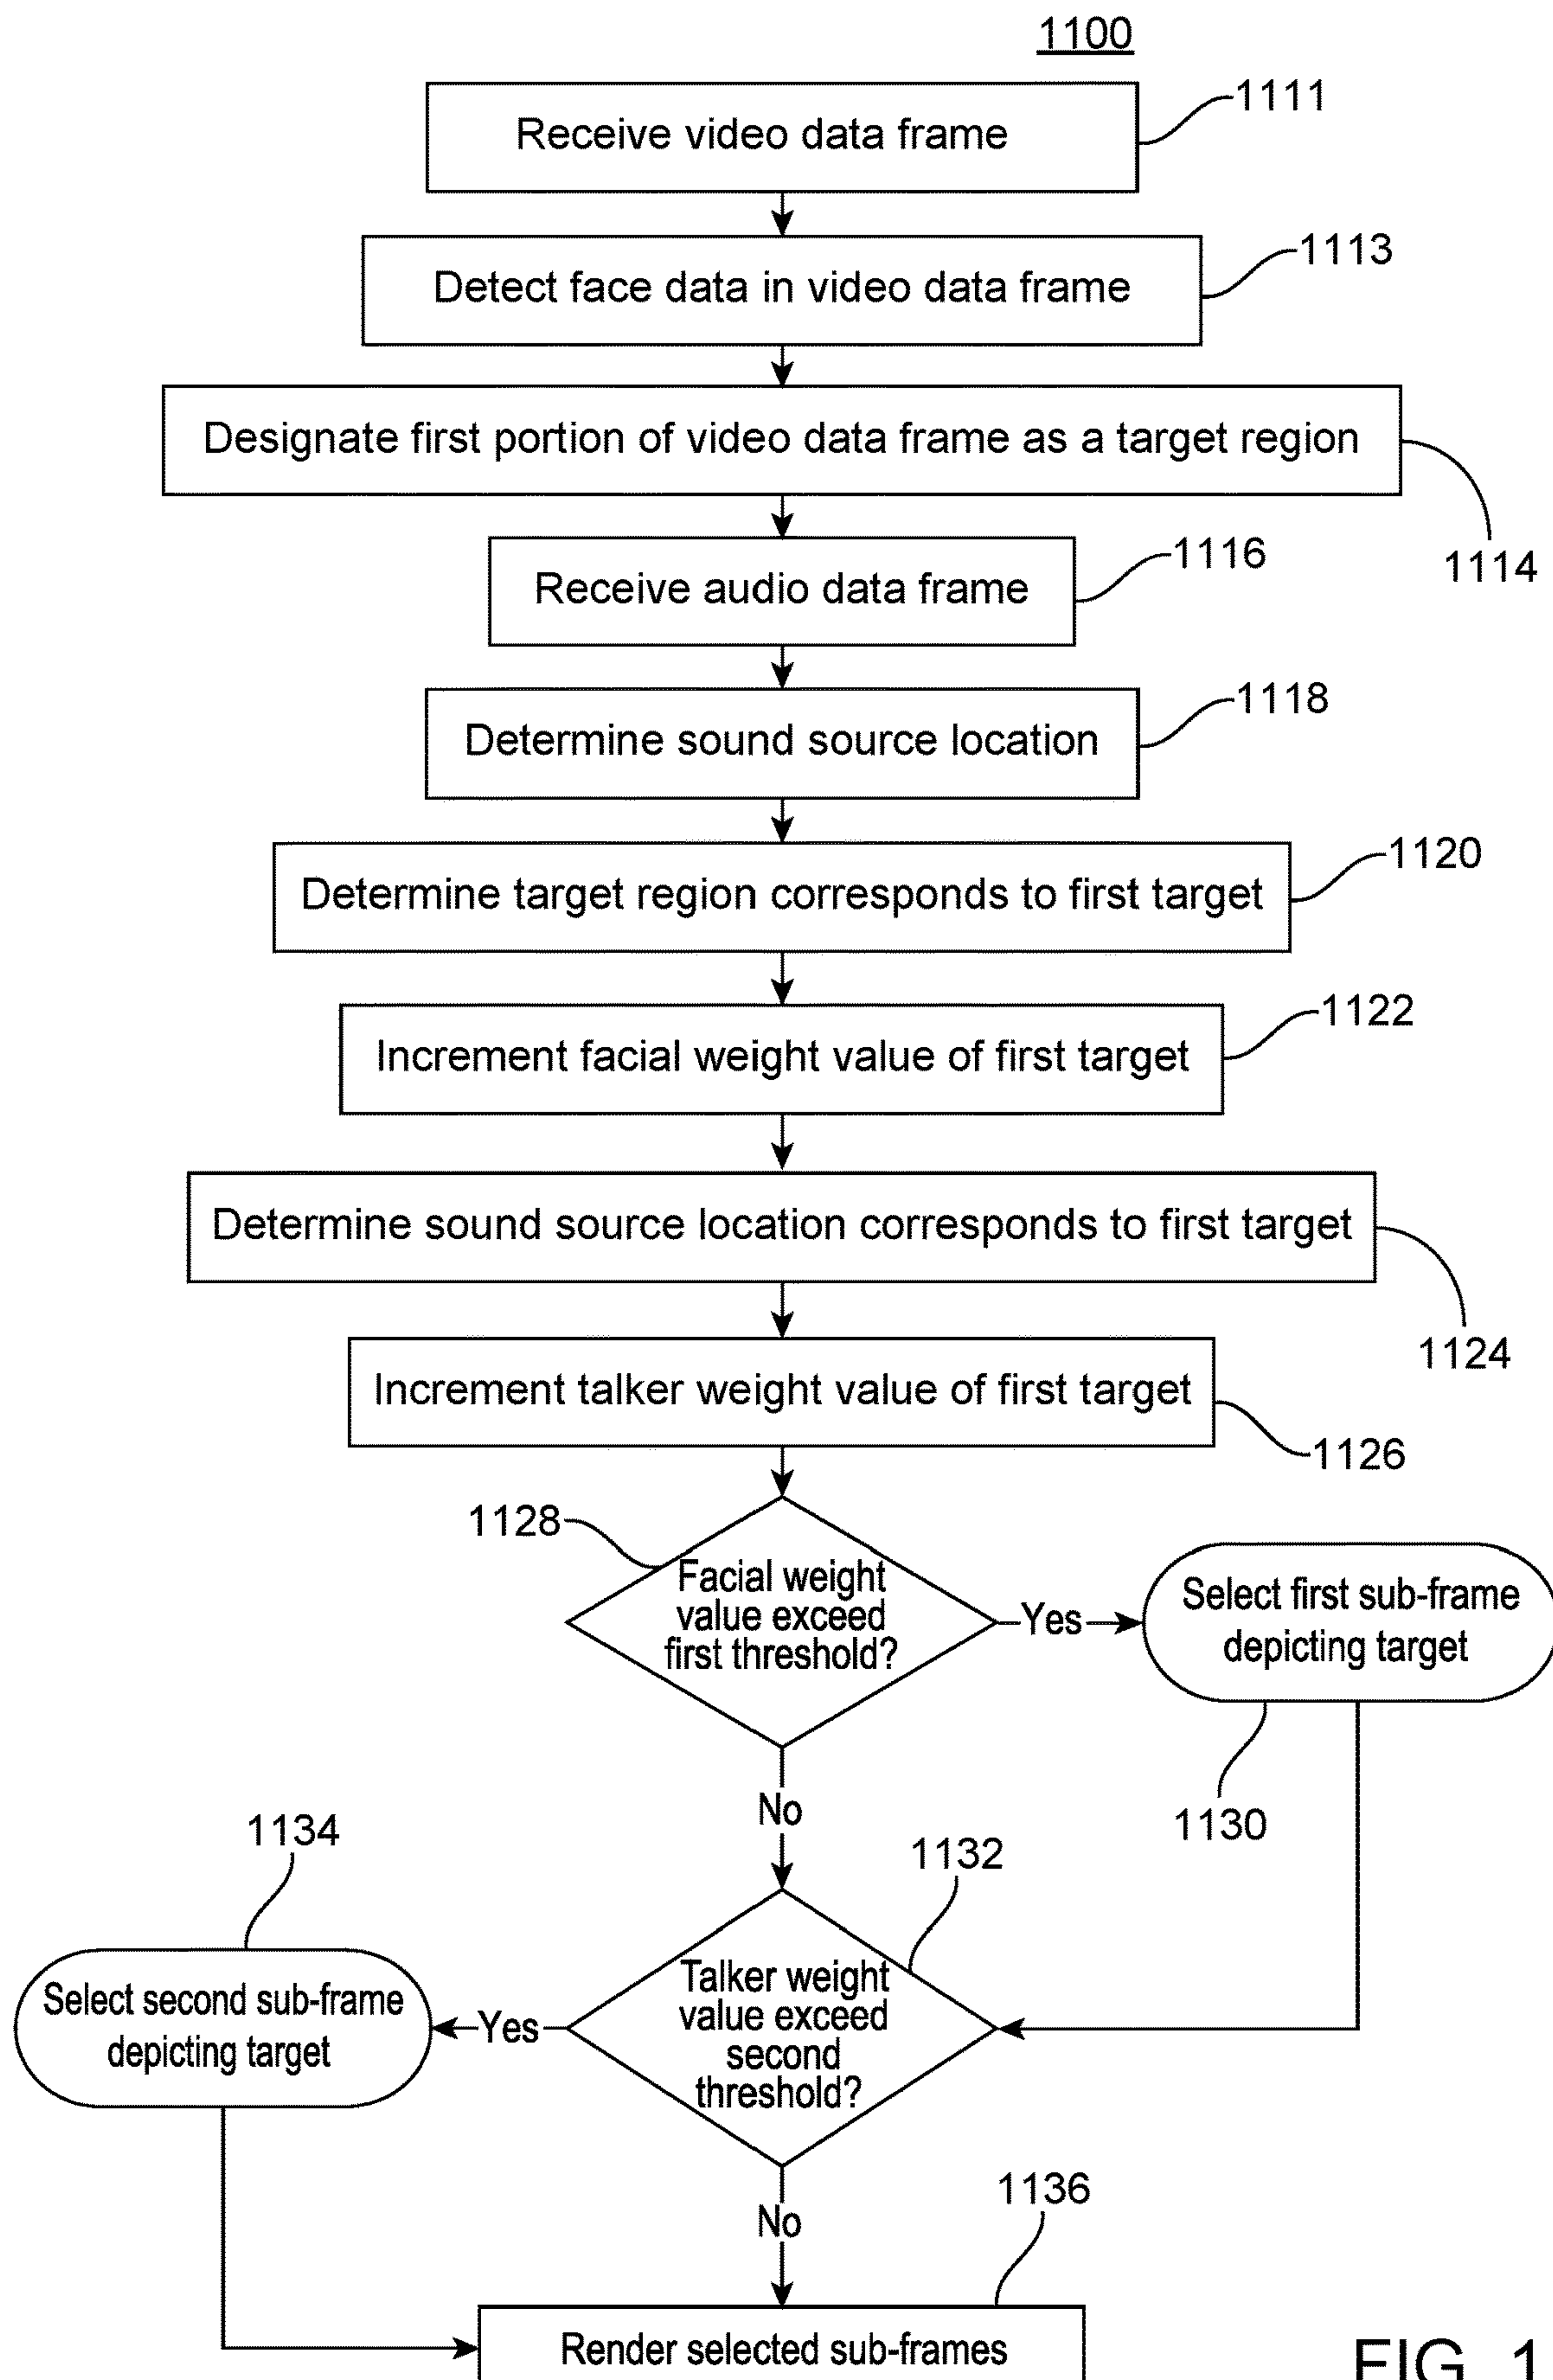 1100
Receive video data frame
1111
Detect face data in video data frame
1113
Designate first portion of video data frame as a target region
1114
Receive audio data frame
1116
Determine sound source location
1118
Determine target region corresponds to first target
1120
Increment facial weight value of first target
1122
Determine sound source location corresponds to first target
1124
Increment talker weight value of first target
1126
1128
Facial weight
value exceed
first threshold?
Yes
Select first sub-frame
depicting target
1130
No
1132
Talker weight
value exceed
second
threshold?
Yes
1134
Select second sub-frame
depicting target
No
1136
Render selected sub-frames
FIG. 1